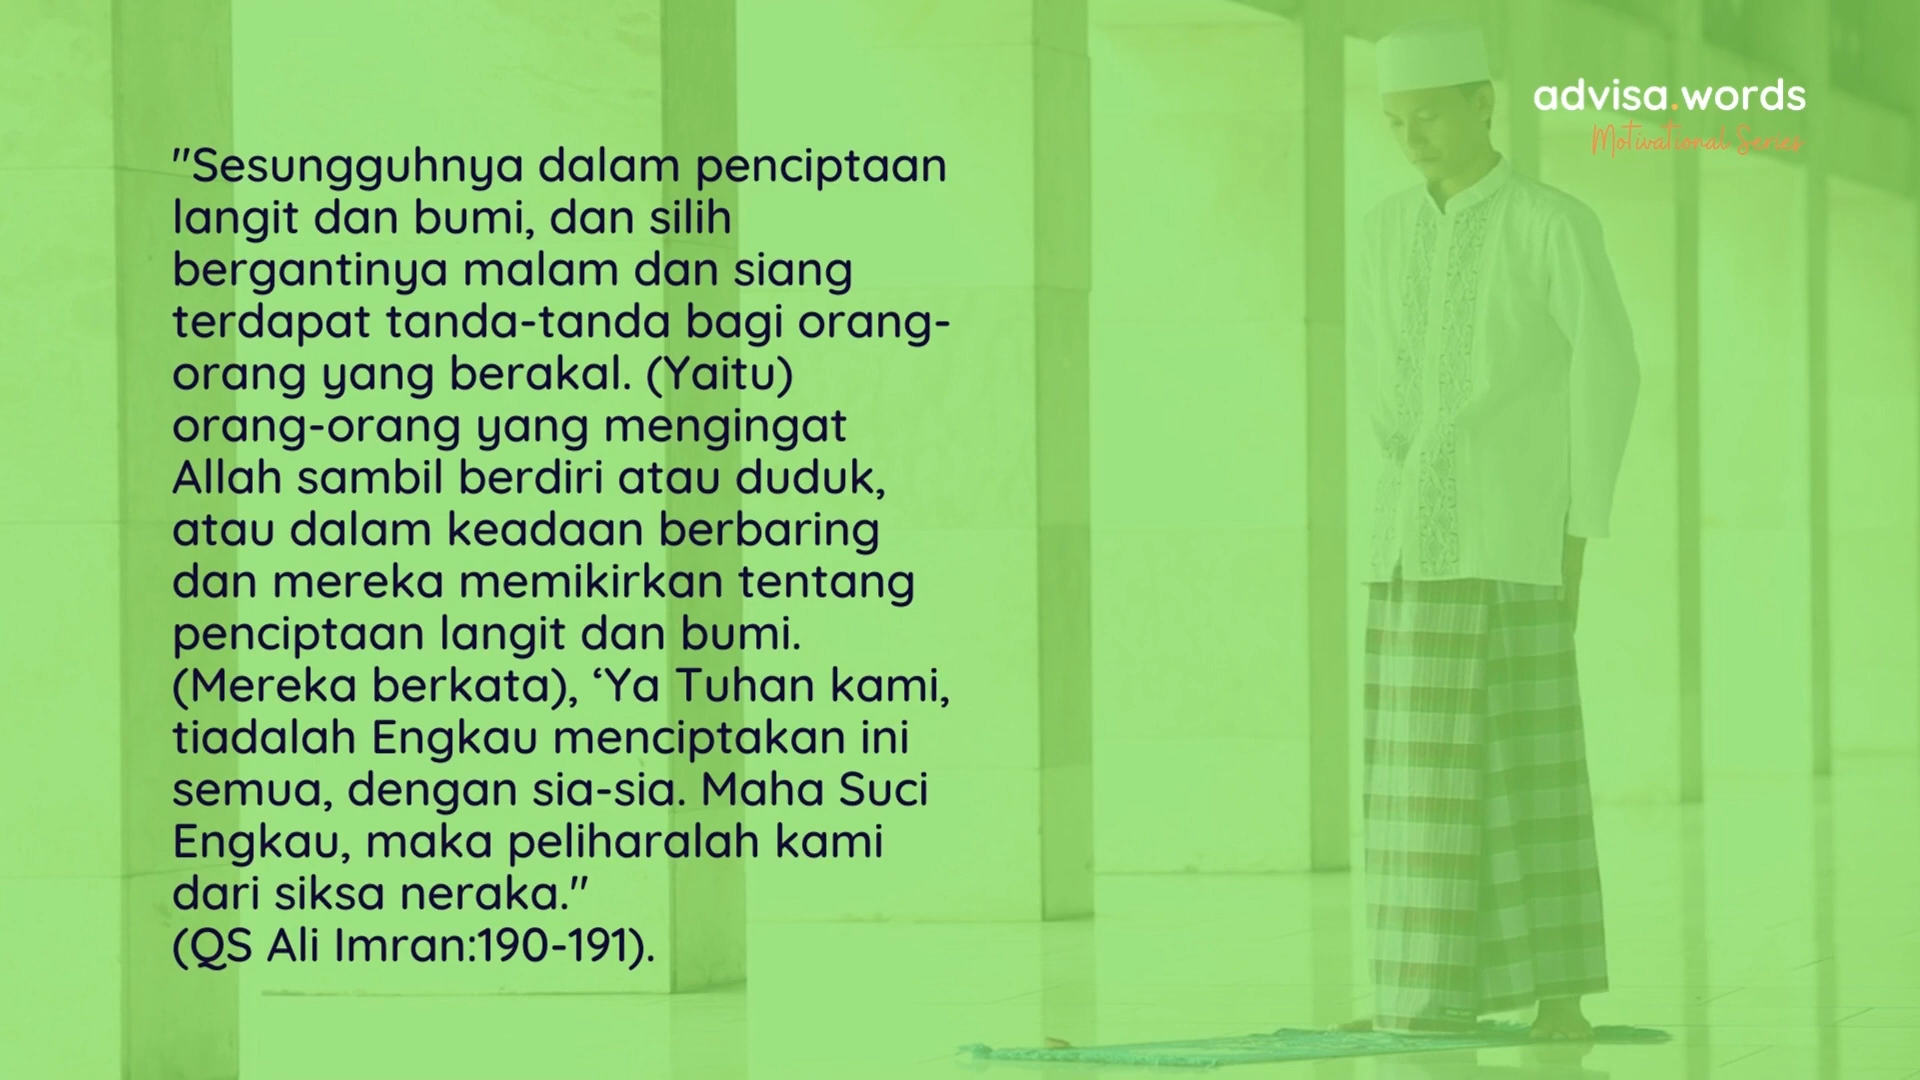 advisa.words
Motivational Series
"Sesungguhnya dalam penciptaan
langit dan bumi, dan silih
bergantinya malam dan siang
terdapat tanda-tanda bagi orang-
orang yang berakal. (Yaitu)
orang-orang yang mengingat
Allah sambil berdiri atau duduk,
atau dalam keadaan berbaring
dan mereka memikirkan tentang
penciptaan langit dan bumi.
(Mereka berkata), ‘Ya Tuhan kami,
tiadalah Engkau menciptakan ini
semua, dengan sia-sia. Maha Suci
Engkau, maka peliharalah kami
dari siksa neraka."
(QS Ali Imran:190-191).